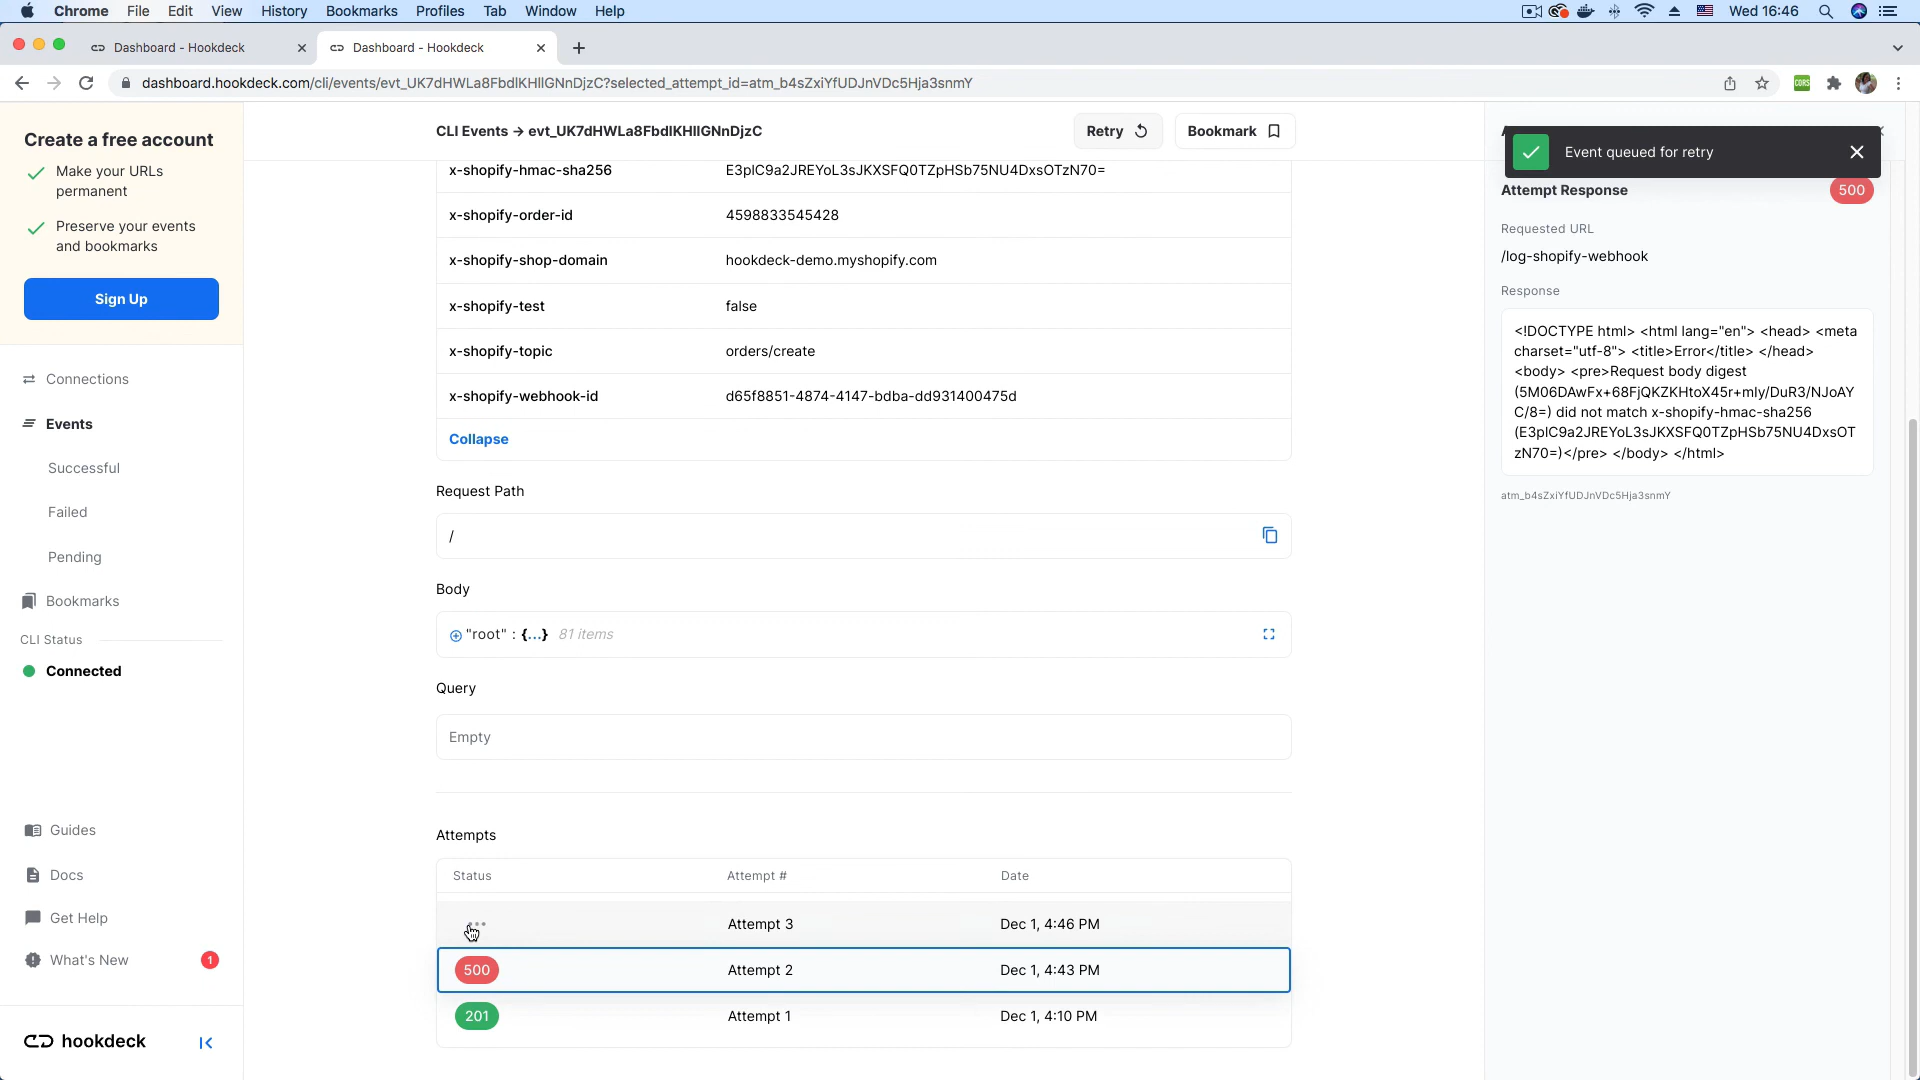 Chrome File Edit View History Bookmarks Profiles Tab Window Help Wed 16:46
Dashboard - Hookdeck Dashboard - Hookdeck
dashboard.hookdeck.com/cli/events/evt_UK7dHWLa8FbdlKHIlGNnDjzC?selected_attempt_id=atm_b4sZxiYfUDJnVDc5Hja3snmY
CORS
Create a free account
Make your URLs
permanent
Preserve your events
and bookmarks
Sign Up
Connections
Events
Successful
Failed
Pending
Bookmarks
CLI Status
Connected
Guides
Docs
Get Help
What's New 1
hookdeck
CLI Events → evt_UK7dHWLa8FbdlKHIlGNnDjzC
Retry Bookmark
x-shopify-hmac-sha256 E3plC9a2JREYoL3sJKXSFQ0TZpHSb75NU4DxsOTzN70=
x-shopify-order-id 4598833545428
x-shopify-shop-domain hookdeck-demo.myshopify.com
x-shopify-test false
x-shopify-topic orders/create
x-shopify-webhook-id d65f8851-4874-4147-bdba-dd931400475d
Collapse
Request Path
/
Body
"root" : {...} 81 items
Query
Empty
Attempts
Status Attempt # Date
Attempt 3 Dec 1, 4:46 PM
500 Attempt 2 Dec 1, 4:43 PM
201 Attempt 1 Dec 1, 4:10 PM
Event queued for retry
Attempt Response 500
Requested URL
/log-shopify-webhook
Response
<!DOCTYPE html> <html lang="en"> <head> <meta
charset="utf-8"> <title>Error</title> </head>
<body> <pre>Request body digest
(5M06DAwFx+68FjQKZKHtoX45r+mly/DuR3/NJoAY
C/8=) did not match x-shopify-hmac-sha256
(E3plC9a2JREYoL3sJKXSFQ0TZpHSb75NU4DxsOT
zN70=)</pre> </body> </html>
atm_b4sZxiYfUDJnVDc5Hja3snmY